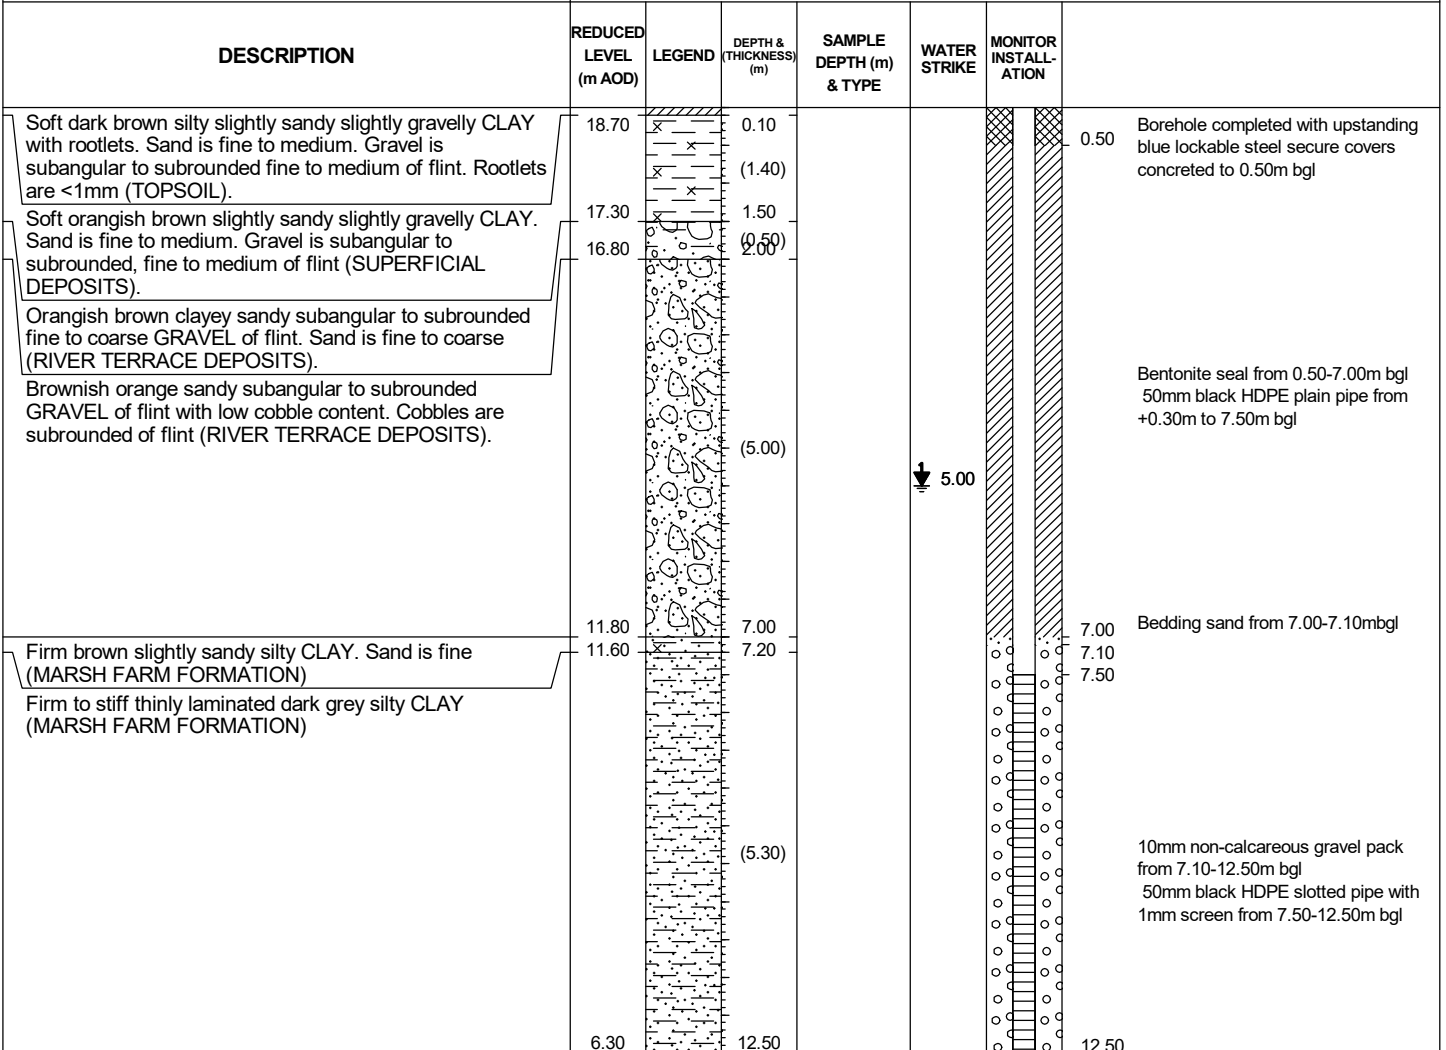 DESCRIPTION
REDUCED
LEVEL
(m AOD)
LEGEND
DEPTH &
(THICKNESS)
(m)
SAMPLE
DEPTH (m)
& TYPE
WATER
STRIKE
MONITOR
INSTALL-
ATION
Soft dark brown silty slightly sandy slightly gravelly CLAY
with rootlets. Sand is fine to medium. Gravel is
subangular to subrounded fine to medium of flint. Rootlets
are <1mm (TOPSOIL).
Soft orangish brown slightly sandy slightly gravelly CLAY.
Sand is fine to medium. Gravel is subangular to
subrounded, fine to medium of flint (SUPERFICIAL
DEPOSITS).
Orangish brown clayey sandy subangular to subrounded
fine to coarse GRAVEL of flint. Sand is fine to coarse
(RIVER TERRACE DEPOSITS).
Brownish orange sandy subangular to subrounded
GRAVEL of flint with low cobble content. Cobbles are
subrounded of flint (RIVER TERRACE DEPOSITS).
Firm brown slightly sandy silty CLAY. Sand is fine
(MARSH FARM FORMATION)
Firm to stiff thinly laminated dark grey silty CLAY
(MARSH FARM FORMATION)
18.70
17.30
16.80
11.80
11.60
6.30
0.10
(1.40)
1.50
(0.50)
2.00
(5.00)
7.00
7.20
(5.30)
12.50
1
5.00
0.50
7.00
7.10
7.50
12.50
Borehole completed with upstanding
blue lockable steel secure covers
concreted to 0.50m bgl
Bentonite seal from 0.50-7.00m bgl
50mm black HDPE plain pipe from
+0.30m to 7.50m bgl
Bedding sand from 7.00-7.10mbgl
10mm non-calcareous gravel pack
from 7.10-12.50m bgl
50mm black HDPE slotted pipe with
1mm screen from 7.50-12.50m bgl